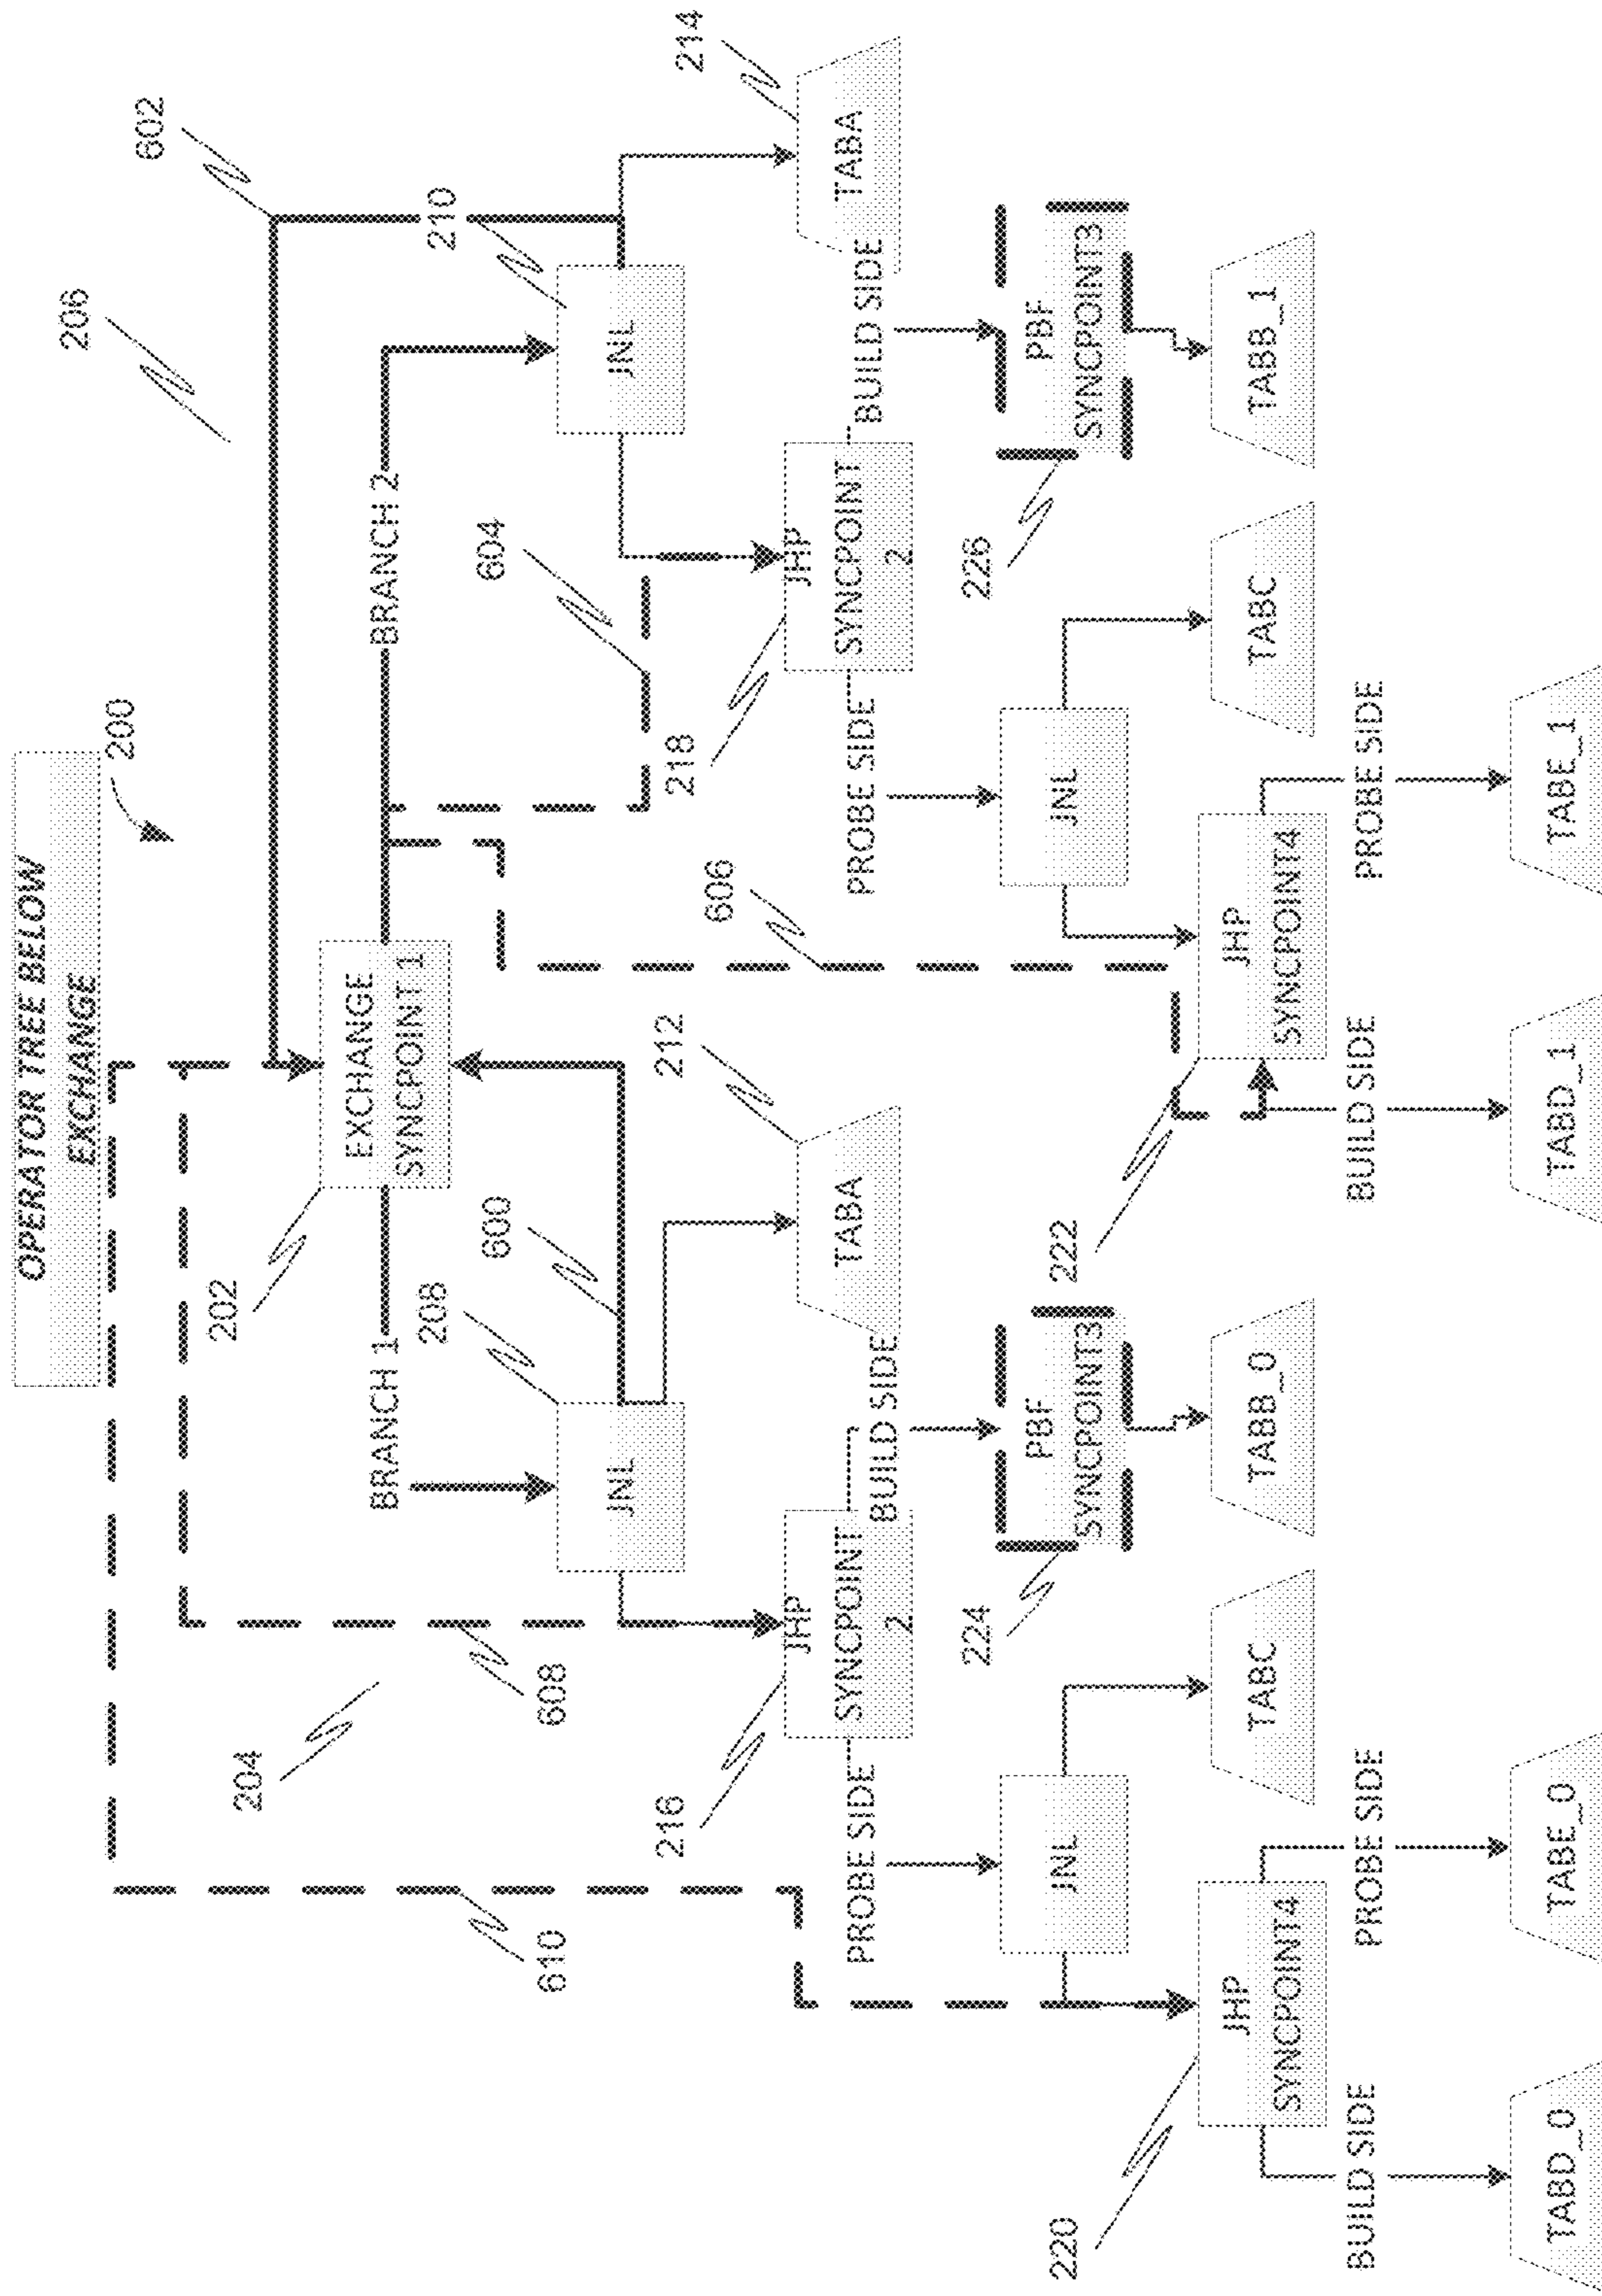 OPERATOR TREE BELOW
EXCHANGE
200
206
602
204
610
608
202
EXCHANGE
SYNCPOINT 1
BRANCH 1
BRANCH 2
208
600
604
210
JNL
JNL
216
212
606
218
214
JHP
SYNCPOINT
2
TABA
JHP
SYNCPOINT
2
TABA
PROBE SIDE
BUILD SIDE
PROBE SIDE
BUILD SIDE
224
226
JNL
PBF
SYNCPOINT3
JNL
PBF
SYNCPOINT3
220
222
JHP
SYNCPOINT4
TABC
TABB_0
JHP
SYNCPOINT4
TABC
TABB_1
BUILD SIDE
PROBE SIDE
BUILD SIDE
PROBE SIDE
TABD_0
TABE_0
TABD_1
TABE_1